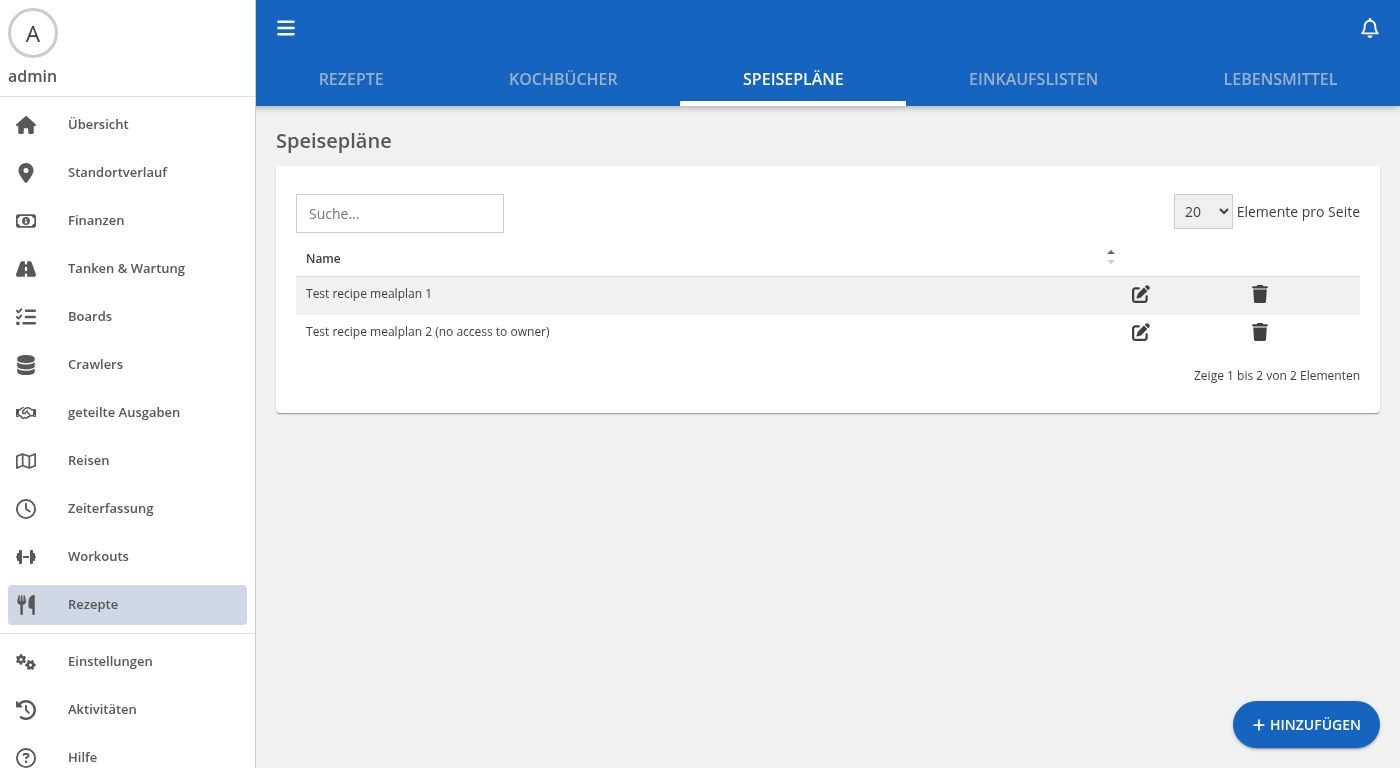 A
admin
Übersicht
Standortverlauf
Finanzen
Tanken & Wartung
Boards
Crawlers
geteilte Ausgaben
Reisen
Zeiterfassung
Workouts
Rezepte
Einstellungen
Aktivitäten
Hilfe
REZEPTE KOCHBÜCHER SPEISEPLÄNE EINKAUFSLISTEN LEBENSMITTEL
Speisepläne
Suche... 20 Elemente pro Seite
Name
Test recipe mealplan 1
Test recipe mealplan 2 (no access to owner)
Zeige 1 bis 2 von 2 Elementen
+ HINZUFÜGEN